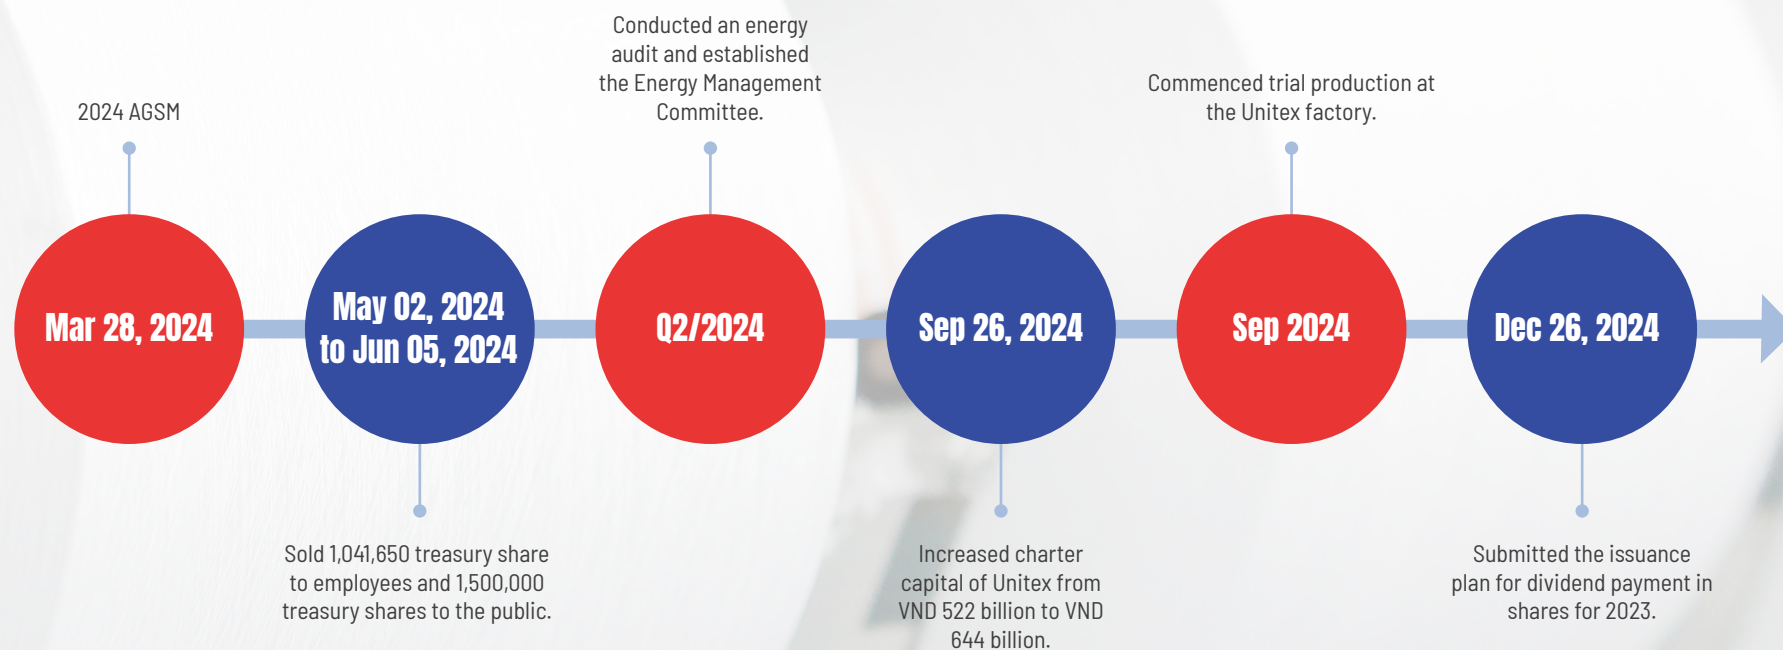 2024 AGSM
Mar 28, 2024
May 02, 2024
to Jun 05, 2024
Sold 1,041,650 treasury share
to employees and 1,500,000
treasury shares to the public.
Conducted an energy
audit and established
the Energy Management
Committee.
Q2/2024
Sep 26, 2024
Increased charter
capital of Unitex from
VND 522 billion to VND
644 billion.
Commenced trial production at
the Unitex factory.
Sep 2024
Dec 26, 2024
Submitted the issuance
plan for dividend payment in
shares for 2023.